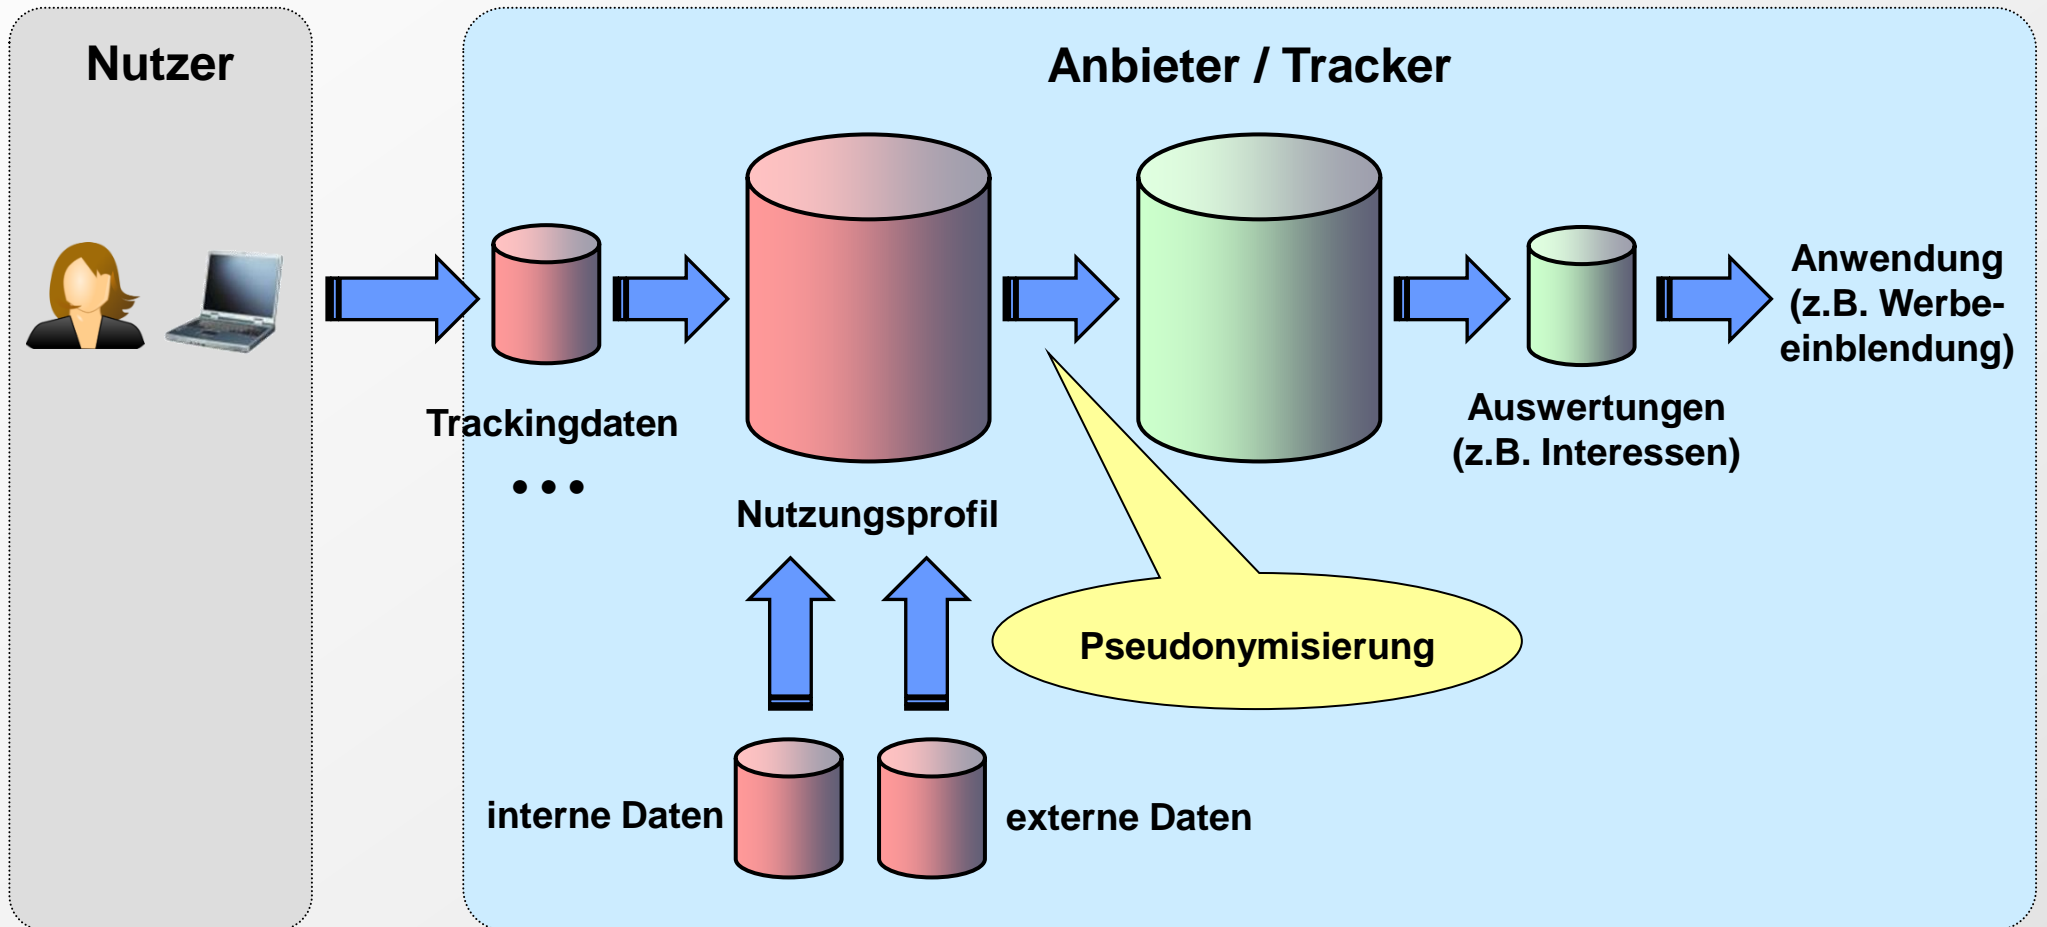 Nutzer
Anbieter / Tracker
Trackingdaten
...
Nutzungsprofil
Anwendung
(z.B. Werbe-
einblendung)
Auswertungen
(z.B. Interessen)
Pseudonymisierung
interne Daten
externe Daten